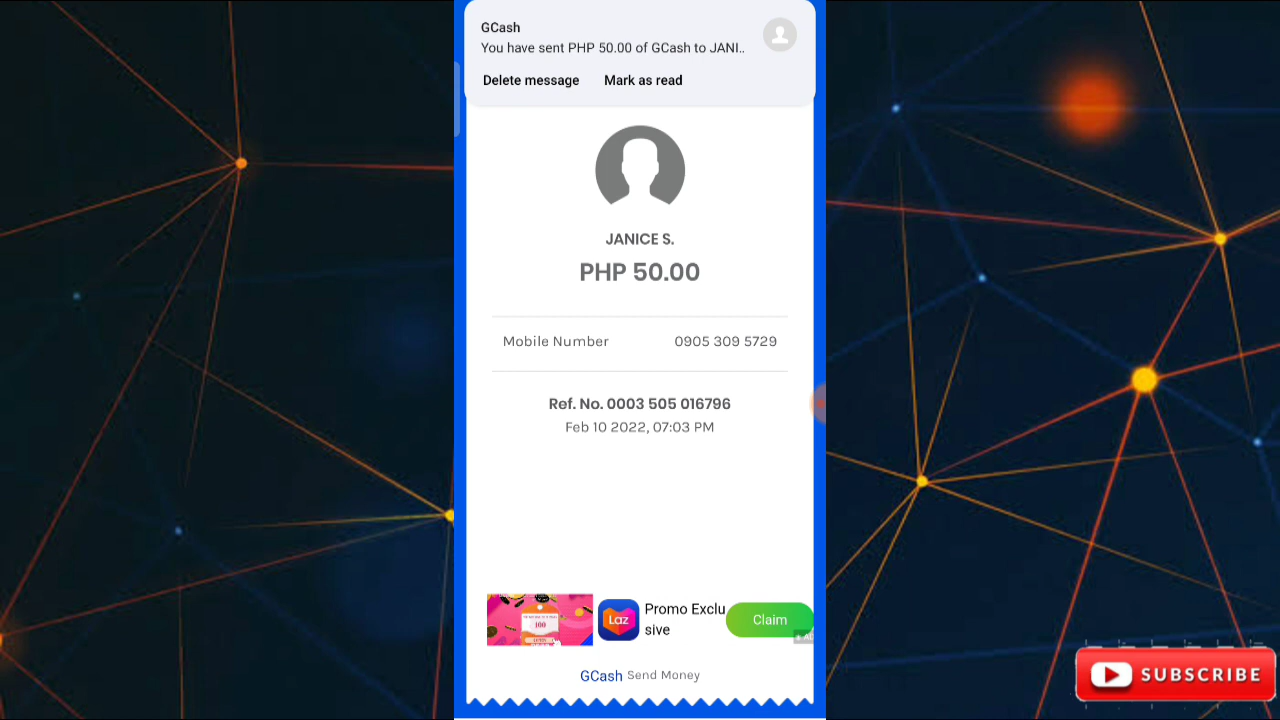 GCash
You have sent PHP 50.00 of GCash to JANI..
Delete message Mark as read
JANICE S.
PHP 50.00
Mobile Number 0905 309 5729
Ref. No. 0003 505 016796
Feb 10 2022, 07:03 PM
100
Laz
Promo Exclu
sive
Claim
AD
GCash Send Money
SUBSCRIBE